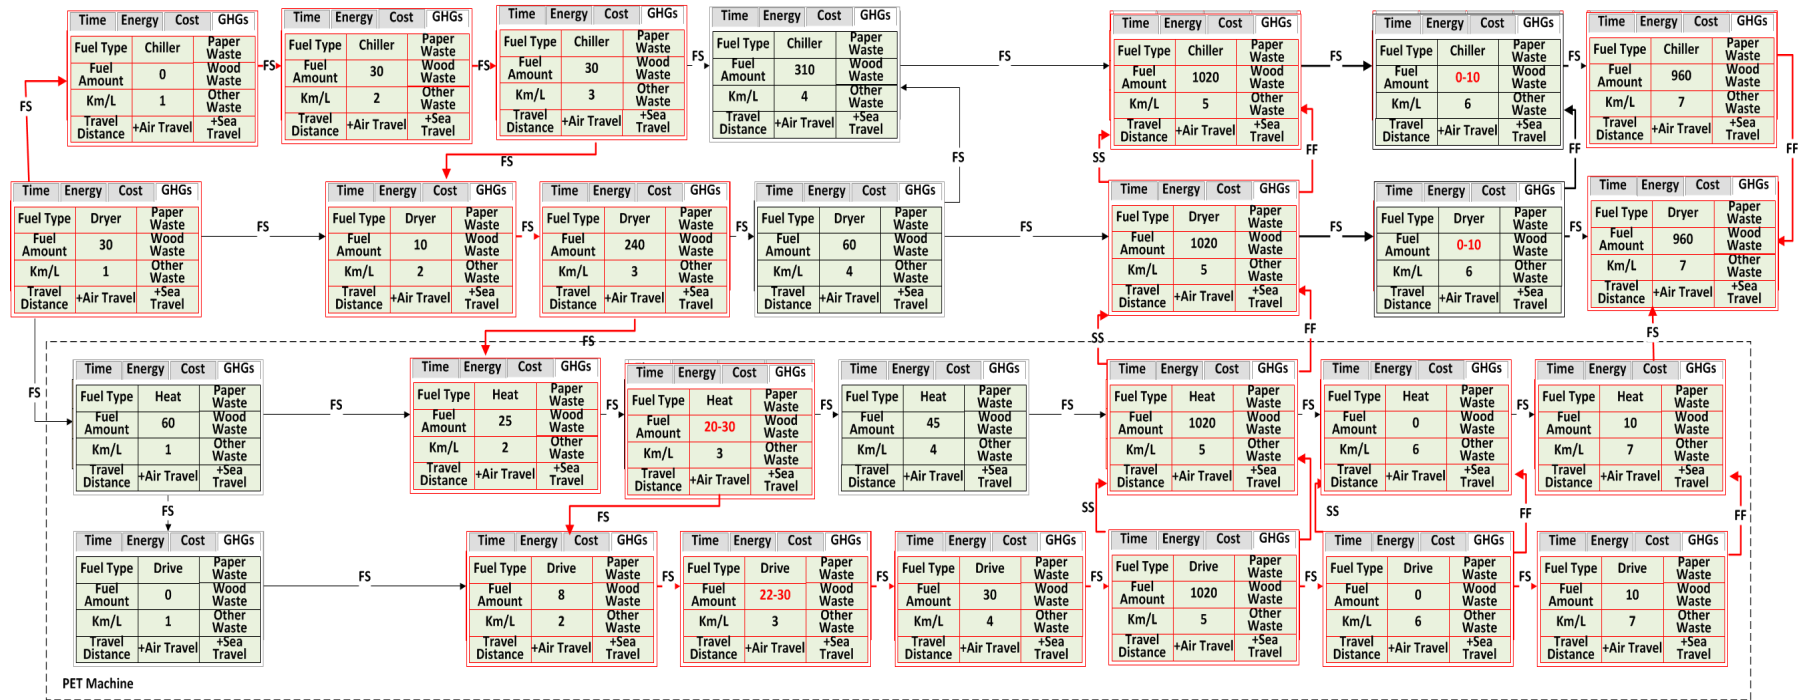 Time Energy Cost GHGs
Fuel Type Chiller Paper Waste
Fuel Amount 0 Wood Waste
Km/L 1 Other Waste
Travel Distance +Air Travel +Sea Travel
FS
Time Energy Cost GHGs
Fuel Type Chiller Paper Waste
Fuel Amount 30 Wood Waste
Km/L 2 Other Waste
Travel Distance +Air Travel +Sea Travel
FS
Time Energy Cost GHGs
Fuel Type Chiller Paper Waste
Fuel Amount 30 Wood Waste
Km/L 3 Other Waste
Travel Distance +Air Travel +Sea Travel
FS
Time Energy Cost GHGs
Fuel Type Chiller Paper Waste
Fuel Amount 310 Wood Waste
Km/L 4 Other Waste
Travel Distance +Air Travel +Sea Travel
FS
Time Energy Cost GHGs
Fuel Type Chiller Paper Waste
Fuel Amount 1020 Wood Waste
Km/L 5 Other Waste
Travel Distance +Air Travel +Sea Travel
FS
Time Energy Cost GHGs
Fuel Type Chiller Paper Waste
Fuel Amount 0-10 Wood Waste
Km/L 6 Other Waste
Travel Distance +Air Travel +Sea Travel
FS
Time Energy Cost GHGs
Fuel Type Chiller Paper Waste
Fuel Amount 960 Wood Waste
Km/L 7 Other Waste
Travel Distance +Air Travel +Sea Travel
FS
FS
FS
SS
FF
FF
FF
Time Energy Cost GHGs
Fuel Type Dryer Paper Waste
Fuel Amount 30 Wood Waste
Km/L 1 Other Waste
Travel Distance +Air Travel +Sea Travel
FS
Time Energy Cost GHGs
Fuel Type Dryer Paper Waste
Fuel Amount 10 Wood Waste
Km/L 2 Other Waste
Travel Distance +Air Travel +Sea Travel
FS
Time Energy Cost GHGs
Fuel Type Dryer Paper Waste
Fuel Amount 240 Wood Waste
Km/L 3 Other Waste
Travel Distance +Air Travel +Sea Travel
FS
Time Energy Cost GHGs
Fuel Type Dryer Paper Waste
Fuel Amount 60 Wood Waste
Km/L 4 Other Waste
Travel Distance +Air Travel +Sea Travel
FS
Time Energy Cost GHGs
Fuel Type Dryer Paper Waste
Fuel Amount 1020 Wood Waste
Km/L 5 Other Waste
Travel Distance +Air Travel +Sea Travel
FS
Time Energy Cost GHGs
Fuel Type Dryer Paper Waste
Fuel Amount 0-10 Wood Waste
Km/L 6 Other Waste
Travel Distance +Air Travel +Sea Travel
FS
Time Energy Cost GHGs
Fuel Type Dryer Paper Waste
Fuel Amount 960 Wood Waste
Km/L 7 Other Waste
Travel Distance +Air Travel +Sea Travel
FS
FS
SS
FF
FS
Time Energy Cost GHGs
Fuel Type Heat Paper Waste
Fuel Amount 60 Wood Waste
Km/L 1 Other Waste
Travel Distance +Air Travel +Sea Travel
FS
Time Energy Cost GHGs
Fuel Type Heat Paper Waste
Fuel Amount 25 Wood Waste
Km/L 2 Other Waste
Travel Distance +Air Travel +Sea Travel
FS
Time Energy Cost GHGs
Fuel Type Heat Paper Waste
Fuel Amount 20-30 Wood Waste
Km/L 3 Other Waste
Travel Distance +Air Travel +Sea Travel
FS
Time Energy Cost GHGs
Fuel Type Heat Paper Waste
Fuel Amount 45 Wood Waste
Km/L 4 Other Waste
Travel Distance +Air Travel +Sea Travel
FS
Time Energy Cost GHGs
Fuel Type Heat Paper Waste
Fuel Amount 1020 Wood Waste
Km/L 5 Other Waste
Travel Distance +Air Travel +Sea Travel
FS
Time Energy Cost GHGs
Fuel Type Heat Paper Waste
Fuel Amount 0 Wood Waste
Km/L 6 Other Waste
Travel Distance +Air Travel +Sea Travel
FS
Time Energy Cost GHGs
Fuel Type Heat Paper Waste
Fuel Amount 10 Wood Waste
Km/L 7 Other Waste
Travel Distance +Air Travel +Sea Travel
FS
FS
SS
SS
FF
FF
Time Energy Cost GHGs
Fuel Type Drive Paper Waste
Fuel Amount 0 Wood Waste
Km/L 1 Other Waste
Travel Distance +Air Travel +Sea Travel
FS
Time Energy Cost GHGs
Fuel Type Drive Paper Waste
Fuel Amount 8 Wood Waste
Km/L 2 Other Waste
Travel Distance +Air Travel +Sea Travel
FS
Time Energy Cost GHGs
Fuel Type Drive Paper Waste
Fuel Amount 22-30 Wood Waste
Km/L 3 Other Waste
Travel Distance +Air Travel +Sea Travel
FS
Time Energy Cost GHGs
Fuel Type Drive Paper Waste
Fuel Amount 30 Wood Waste
Km/L 4 Other Waste
Travel Distance +Air Travel +Sea Travel
FS
Time Energy Cost GHGs
Fuel Type Drive Paper Waste
Fuel Amount 1020 Wood Waste
Km/L 5 Other Waste
Travel Distance +Air Travel +Sea Travel
FS
Time Energy Cost GHGs
Fuel Type Drive Paper Waste
Fuel Amount 0 Wood Waste
Km/L 6 Other Waste
Travel Distance +Air Travel +Sea Travel
FS
Time Energy Cost GHGs
Fuel Type Drive Paper Waste
Fuel Amount 10 Wood Waste
Km/L 7 Other Waste
Travel Distance +Air Travel +Sea Travel
PET Machine